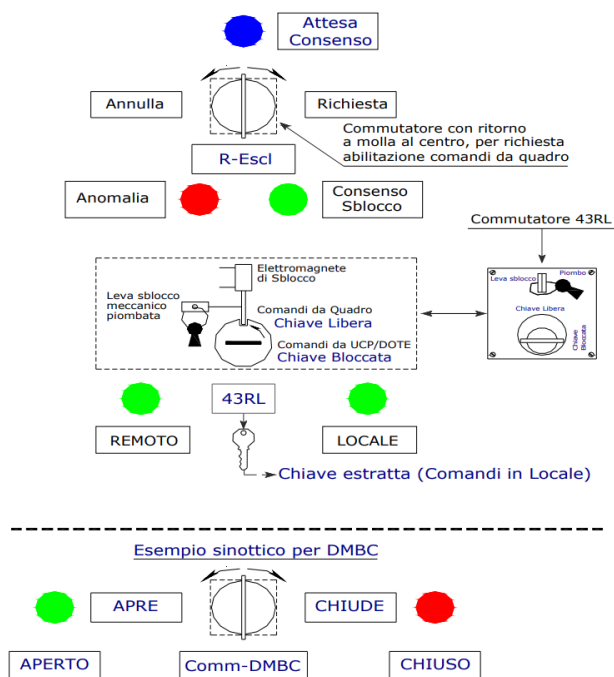 Attesa
Consenso
Annulla
Richiesta
Commutatore con ritorno
a molla al centro, per richiesta
abilitazione comandi da quadro
R-Escl
Anomalia
Consenso
Sblocco
Commutatore 43RL
Elettromagnete
di Sblocco
Leva sblocco
meccanico
piombata
Comandi da Quadro
Chiave Libera
Comandi da UCP/DOTE
Chiave Bloccata
Piombo
Leva sblocco
Chiave Libera
Chiave
Bloccata
43RL
REMOTO
LOCALE
Chiave estratta (Comandi in Locale)
Esempio sinottico per DMBC
APRE
CHIUDE
APERTO
Comm-DMBC
CHIUSO